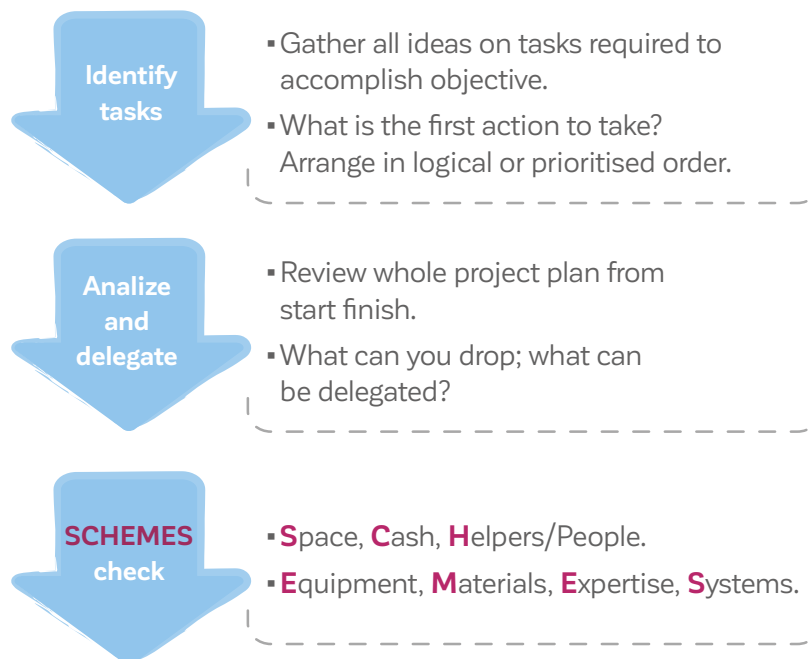 Identify
tasks
▪ Gather all ideas on tasks required to
accomplish objective.
▪ What is the first action to take?
Arrange in logical or prioritised order.
Analize
and
delegate
▪ Review whole project plan from
start finish.
▪ What can you drop; what can
be delegated?
SCHEMES
check
▪ Space, Cash, Helpers/People.
▪ Equipment, Materials, Expertise, Systems.